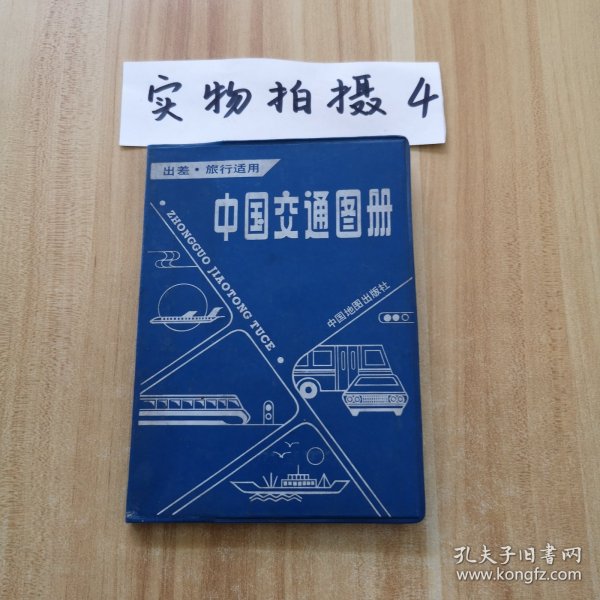 实物拍摄4
出差·旅行适用
中国交通图册
·ZHONGGUO JIAOTONG TUCE·
中国地图出版社
孔夫子旧书网
www.kongfz.com